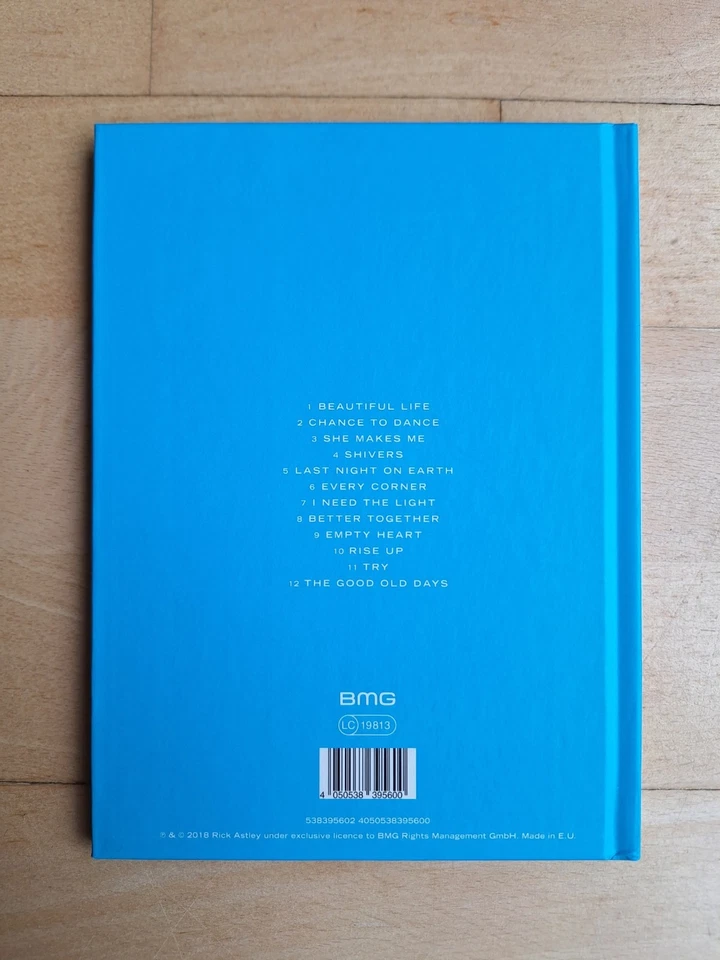 1 BEAUTIFUL LIFE
2 CHANCE TO DANCE
3 SHE MAKES ME
4 SHIVERS
5 LAST NIGHT ON EARTH
6 EVERY CORNER
7 I NEED THE LIGHT
8 BETTER TOGETHER
9 EMPTY HEART
10 RISE UP
11 TRY
12 THE GOOD OLD DAYS
BMG
LC 19813
4 050538 395600
538395602 4050538395600
℗ & © 2018 Rick Astley under exclusive licence to BMG Rights Management GmbH. Made in E.U.